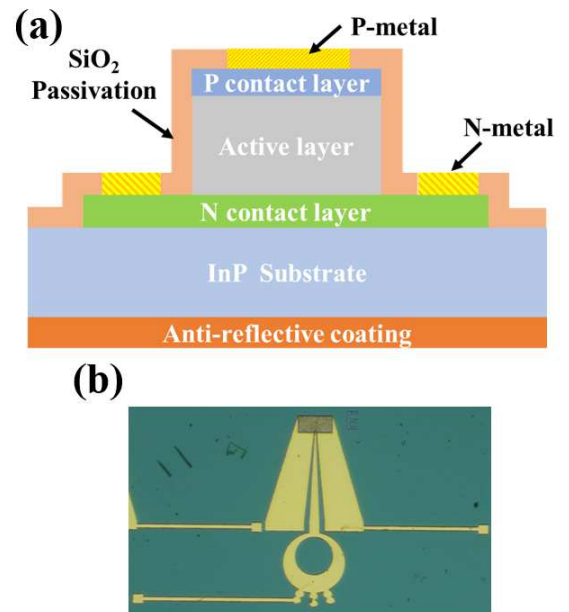 (a)
P-metal
SiO₂
Passivation
P contact layer
N-metal
Active layer
N contact layer
InP Substrate
Anti-reflective coating
(b)